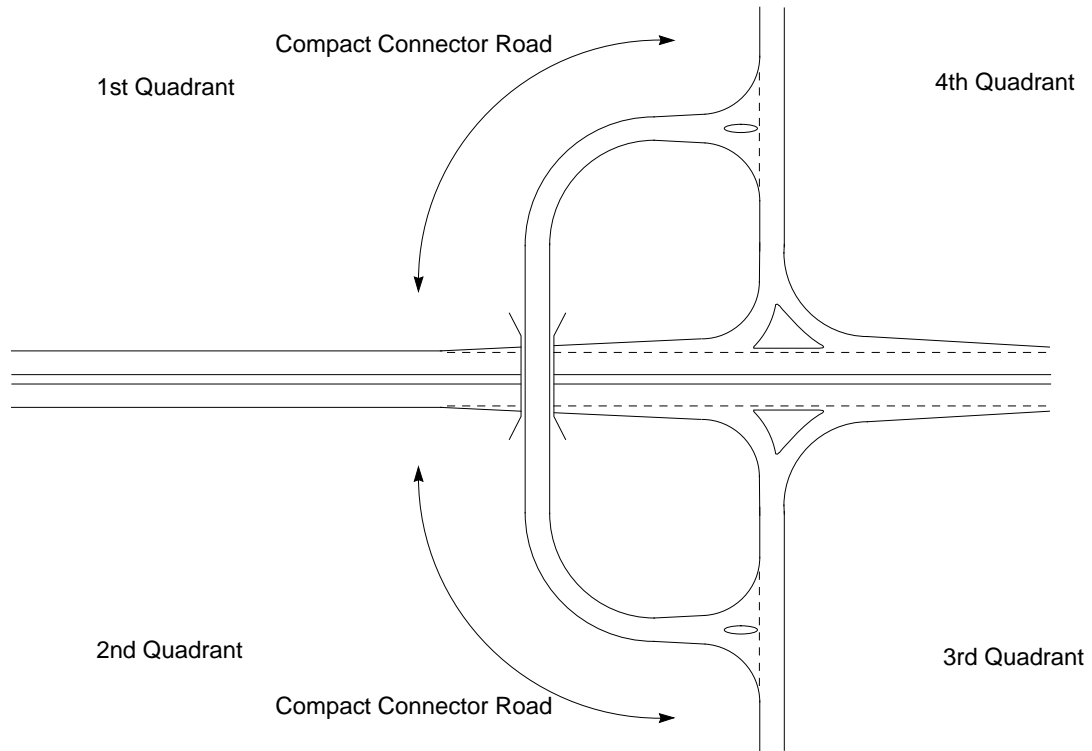 Compact Connector Road
1st Quadrant
4th Quadrant
2nd Quadrant
3rd Quadrant
Compact Connector Road